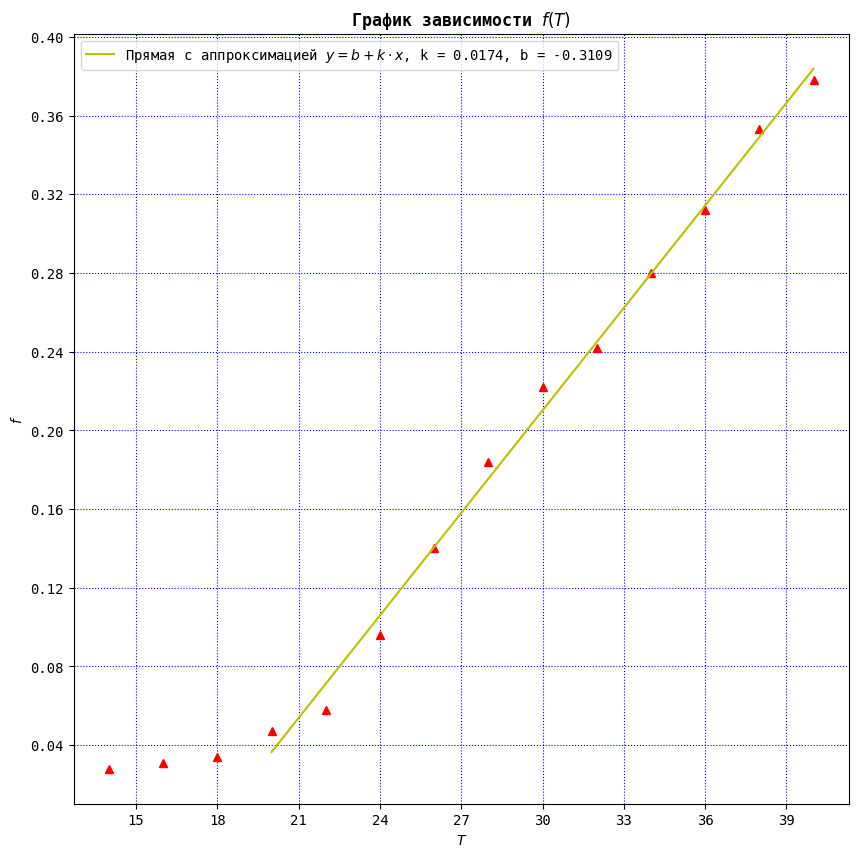 График зависимости f(T)
Прямая с аппроксимацией y = b + k · x, k = 0.0174, b = -0.3109
0.40
0.36
0.32
0.28
0.24
0.20
0.16
0.12
0.08
0.04
f
15 18 21 24 27 30 33 36 39
T